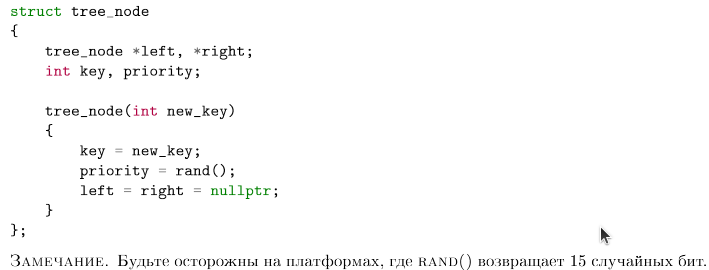 struct tree_node
{
    tree_node *left, *right;
    int key, priority;

    tree_node(int new_key)
    {
        key = new_key;
        priority = rand();
        left = right = nullptr;
    }
};
Замечание. Будьте осторожны на платформах, где rand() возвращает 15 случайных бит.